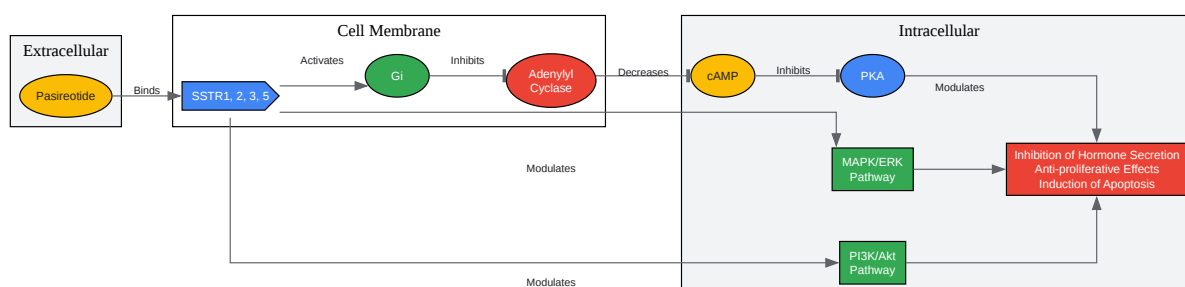 Extracellular
Cell Membrane
Intracellular
Pasireotide
Binds
SSTR1, 2, 3, 5
Activates
Gi
Inhibits
Adenylyl
Cyclase
Decreases
cAMP
Inhibits
PKA
Modulates
Modulates
MAPK/ERK
Pathway
Inhibition of Hormone Secretion
Anti-proliferative Effects
Induction of Apoptosis
Modulates
PI3K/Akt
Pathway